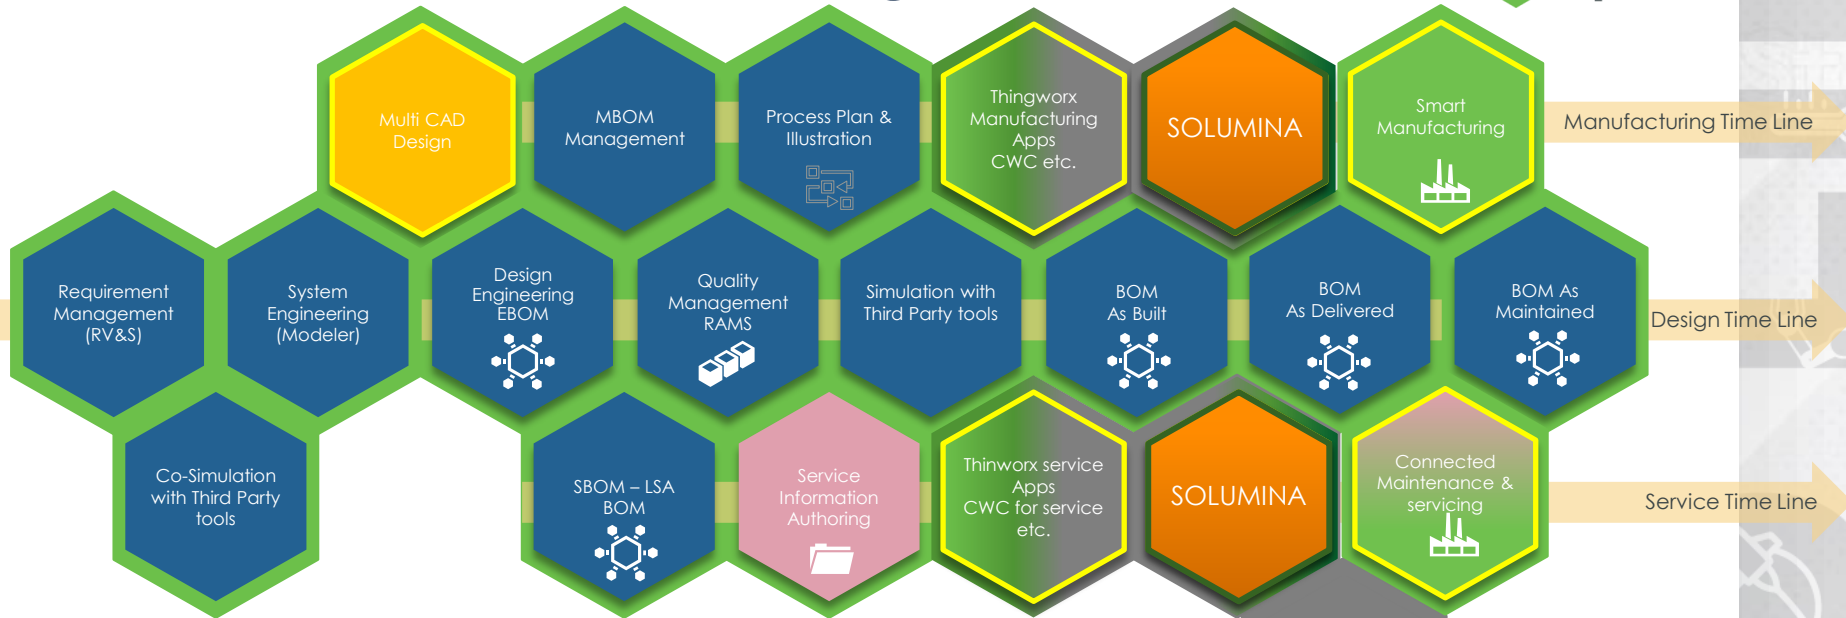 Multi CAD
Design
MBOM
Management
Process Plan &
Illustration
Thingworx
Manufacturing
Apps
CWC etc.
SOLUMINA
Smart
Manufacturing
Manufacturing Time Line
Requirement
Management
(RV&S)
System
Engineering
(Modeler)
Design
Engineering
EBOM
Quality
Management
RAMS
Simulation with
Third Party tools
BOM
As Built
BOM
As Delivered
BOM As
Maintained
Design Time Line
Co-Simulation
with Third Party
tools
SBOM – LSA
BOM
Service
Information
Authoring
Thinworx service
Apps
CWC for service
etc.
SOLUMINA
Connected
Maintenance &
servicing
Service Time Line